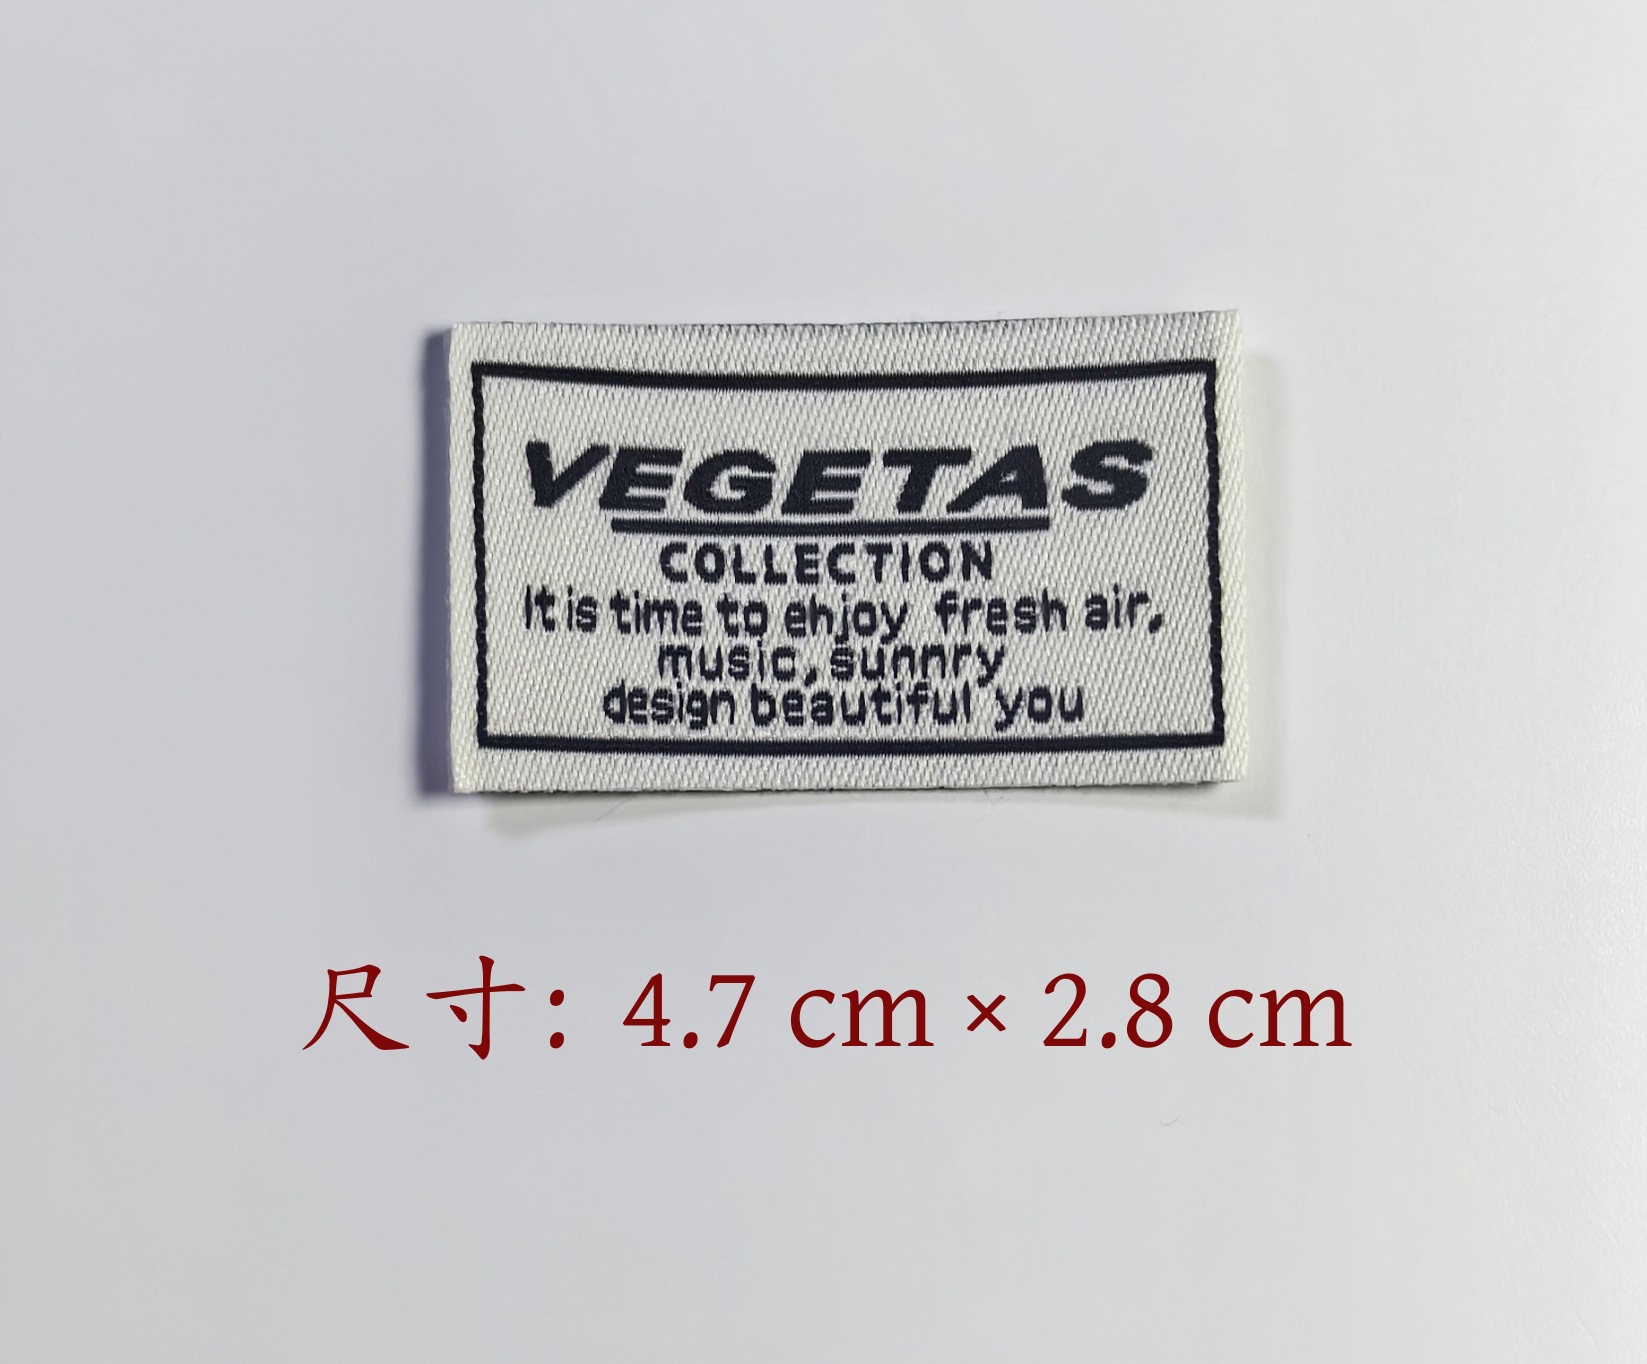 VEGETAS
COLLECTION
It is time to ehjoy fresh air,
music, sunnry
design beautiful you
尺寸: 4.7 cm × 2.8 cm